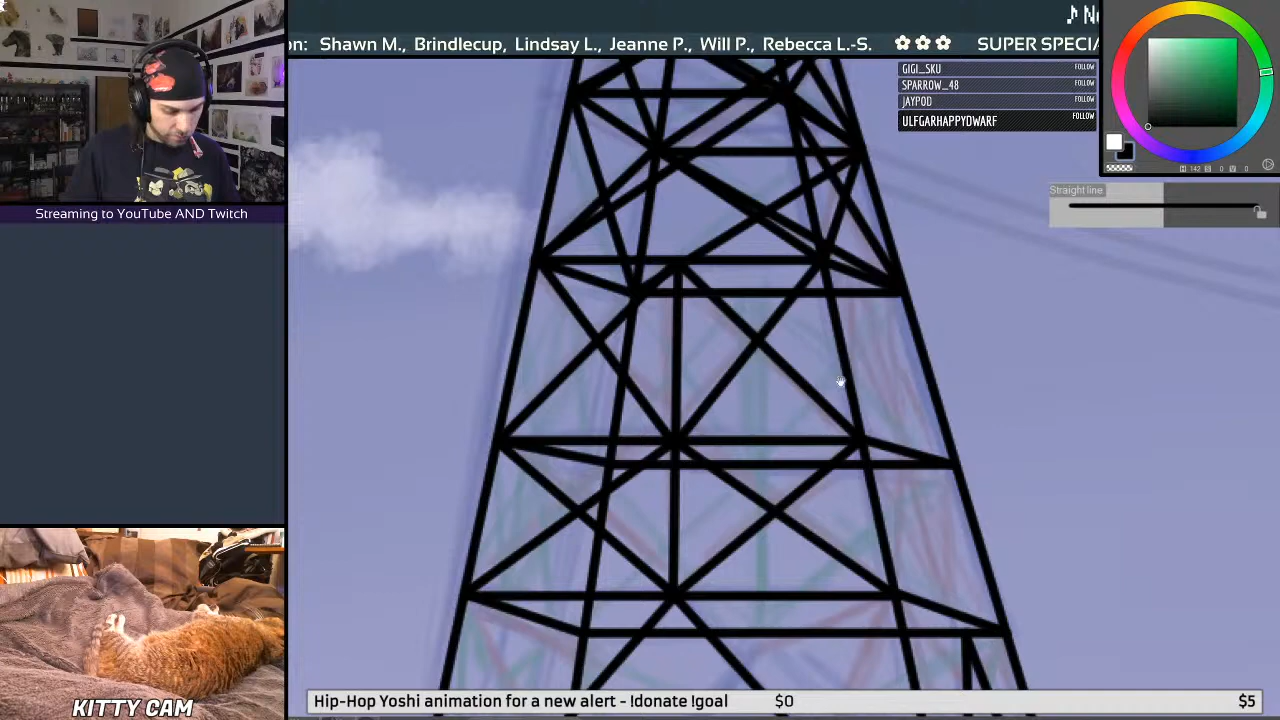 ♪ N
on: Shawn M., Brindlecup, Lindsay L., Jeanne P., Will P., Rebecca L.-S. ✿ ✿ ✿ SUPER SPECIA
GIGI_SKU FOLLOW
SPARROW_48 FOLLOW
JAYPOD FOLLOW
ULFGARHAPPYDWARF FOLLOW
Straight line
Streaming to YouTube AND Twitch
KITTY CAM
Hip-Hop Yoshi animation for a new alert - !donate !goal $0 $5